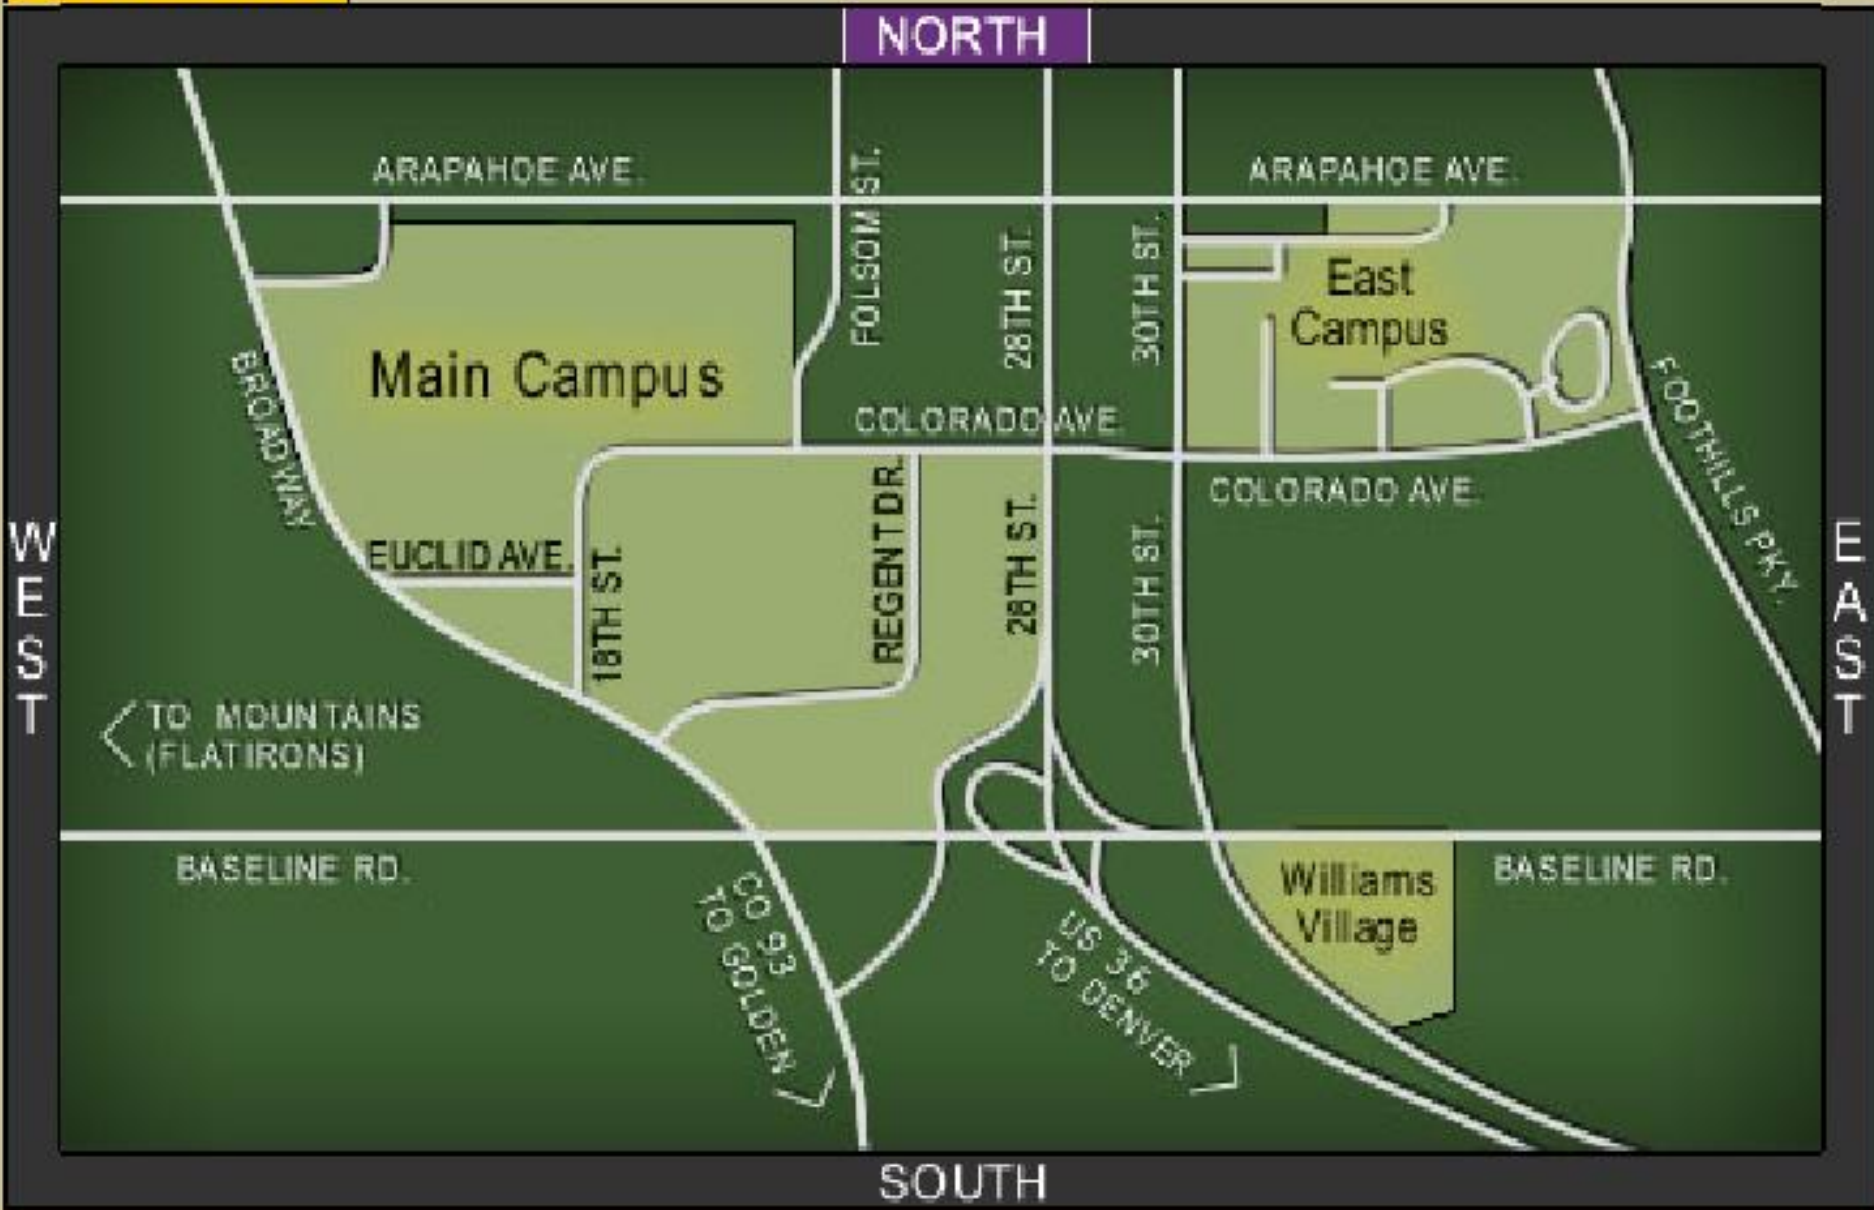 NORTH
ARAPAHOE AVE.
ARAPAHOE AVE.
FOLSOM ST.
28TH ST.
30TH ST.
East
Campus
Main Campus
BROADWAY
FOOTHILLS PKY.
COLORADO AVE.
COLORADO AVE.
REGENT DR.
28TH ST.
30TH ST.
EUCLID AVE.
18TH ST.
WEST
EAST
TO MOUNTAINS
(FLATIRONS)
BASELINE RD.
BASELINE RD.
Williams
Village
CO 93
TO GOLDEN
US 36
TO DENVER
SOUTH